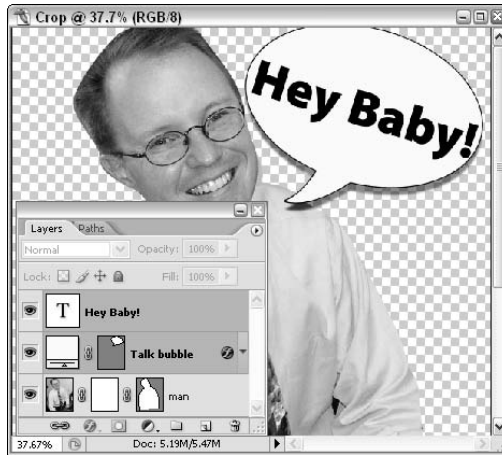 Crop @ 37.7% (RGB/8)
Hey Baby!
Layers Paths
Normal Opacity: 100%
Lock: Fill: 100%
T Hey Baby!
Talk bubble
man
37.67% Doc: 5.19M/5.47M